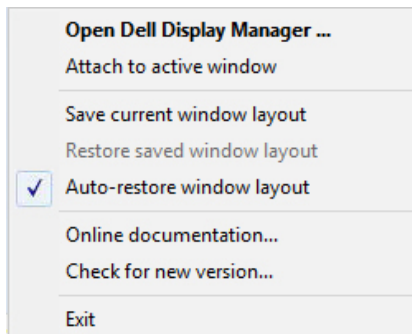 Open Dell Display Manager ...
Attach to active window
Save current window layout
Restore saved window layout
Auto-restore window layout
Online documentation...
Check for new version...
Exit